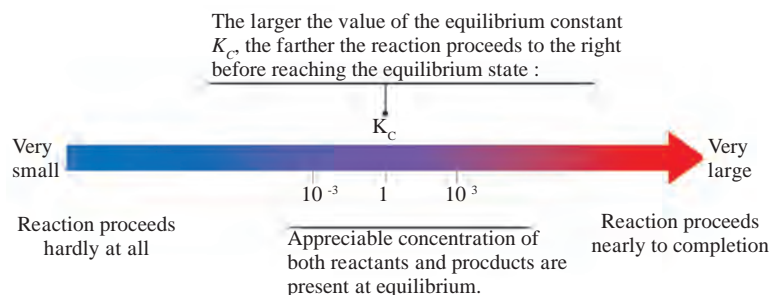 The larger the value of the equilibrium constant
K_C, the farther the reaction proceeds to the right
before reaching the equilibrium state :
K_C
Very
small
Very
large
10⁻³
1
10³
Reaction proceeds
hardly at all
Appreciable concentration of
both reactants and procducts are
present at equilibrium.
Reaction proceeds
nearly to completion